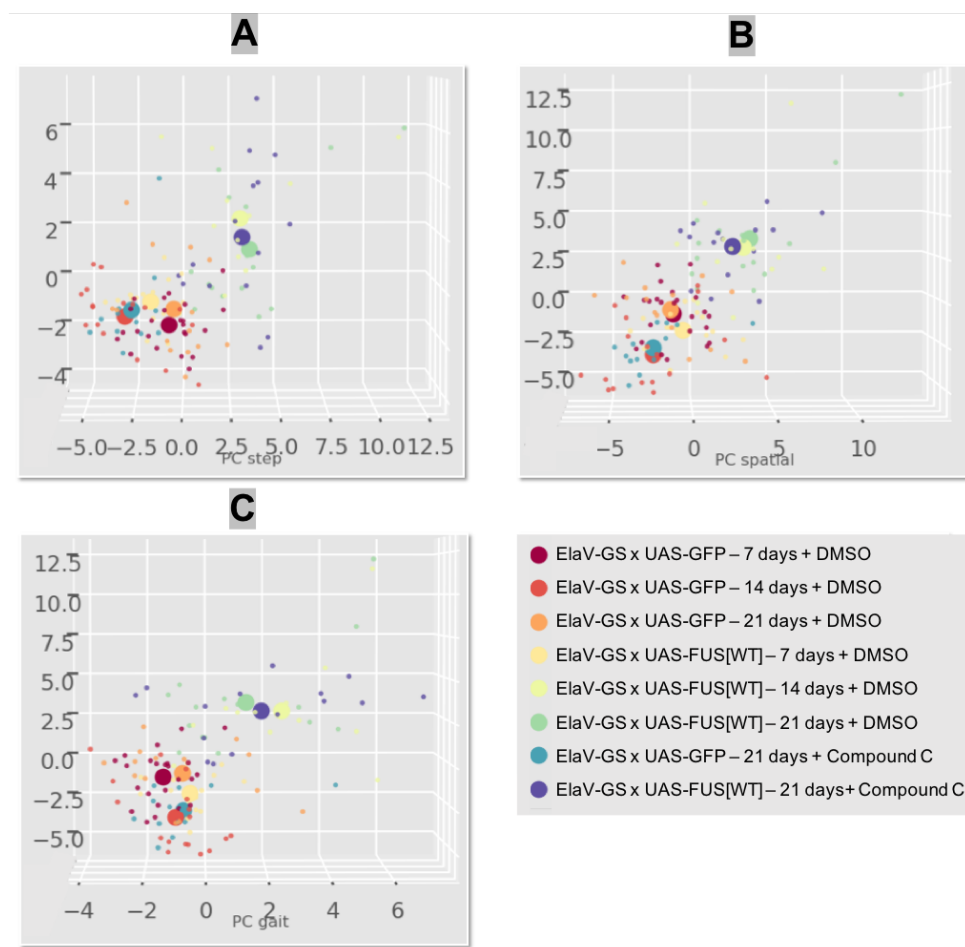 A
B
6
4
2
0
−2
−4
−5.0 −2.5 0.0 2.5 5.0 7.5 10.0 12.5
PC step
12.5
10.0
7.5
5.0
2.5
0.0
−2.5
−5.0
−5 0 5 10
PC spatial
C
12.5
10.0
7.5
5.0
2.5
0.0
−2.5
−5.0
−4 −2 0 2 4 6
PC gait
ElaV-GS x UAS-GFP – 7 days + DMSO
ElaV-GS x UAS-GFP – 14 days + DMSO
ElaV-GS x UAS-GFP – 21 days + DMSO
ElaV-GS x UAS-FUS[WT] – 7 days + DMSO
ElaV-GS x UAS-FUS[WT] – 14 days + DMSO
ElaV-GS x UAS-FUS[WT] – 21 days + DMSO
ElaV-GS x UAS-GFP – 21 days + Compound C
ElaV-GS x UAS-FUS[WT] – 21 days+ Compound C